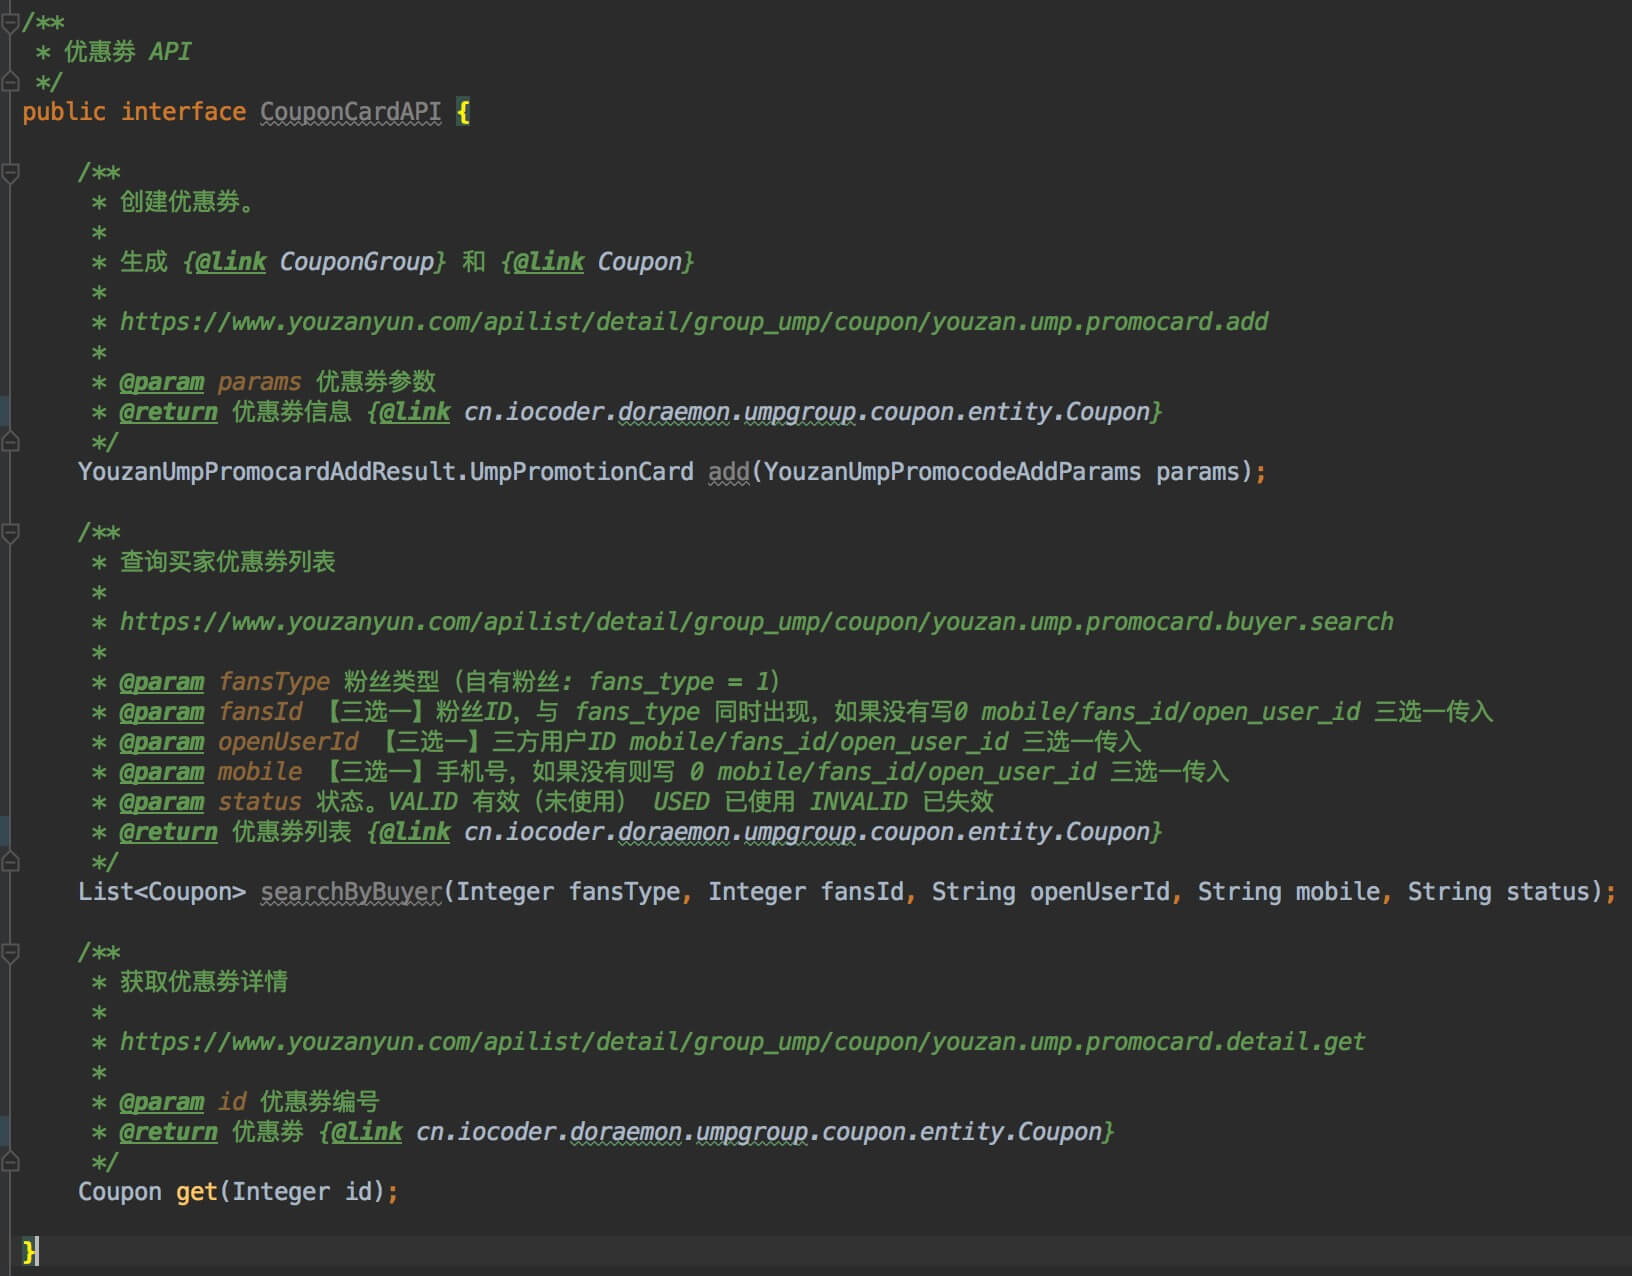 /**
 * 优惠劵 API
 */
public interface CouponCardAPI {
    /**
     * 创建优惠劵。
     *
     * 生成 {@link CouponGroup} 和 {@link Coupon}
     *
     * https://www.youzanyun.com/apilist/detail/group_ump/coupon/youzan.ump.promocard.add
     *
     * @param params 优惠劵参数
     * @return 优惠劵信息 {@link cn.iocoder.doraemon.umpgroup.coupon.entity.Coupon}
     */
    YouzanUmpPromocardAddResult.UmpPromotionCard add(YouzanUmpPromocodeAddParams params);
    /**
     * 查询买家优惠劵列表
     *
     * https://www.youzanyun.com/apilist/detail/group_ump/coupon/youzan.ump.promocard.buyer.search
     *
     * @param fansType 粉丝类型（自有粉丝: fans_type = 1）
     * @param fansId 【三选一】粉丝ID，与 fans_type 同时出现，如果没有写0 mobile/fans_id/open_user_id 三选一传入
     * @param openUserId 【三选一】三方用户ID mobile/fans_id/open_user_id 三选一传入
     * @param mobile 【三选一】手机号，如果没有则写 0 mobile/fans_id/open_user_id 三选一传入
     * @param status 状态。VALID 有效（未使用） USED 已使用 INVALID 已失效
     * @return 优惠劵列表 {@link cn.iocoder.doraemon.umpgroup.coupon.entity.Coupon}
     */
    List<Coupon> searchByBuyer(Integer fansType, Integer fansId, String openUserId, String mobile, String status);
    /**
     * 获取优惠劵详情
     *
     * https://www.youzanyun.com/apilist/detail/group_ump/coupon/youzan.ump.promocard.detail.get
     *
     * @param id 优惠劵编号
     * @return 优惠劵 {@link cn.iocoder.doraemon.umpgroup.coupon.entity.Coupon}
     */
    Coupon get(Integer id);
}